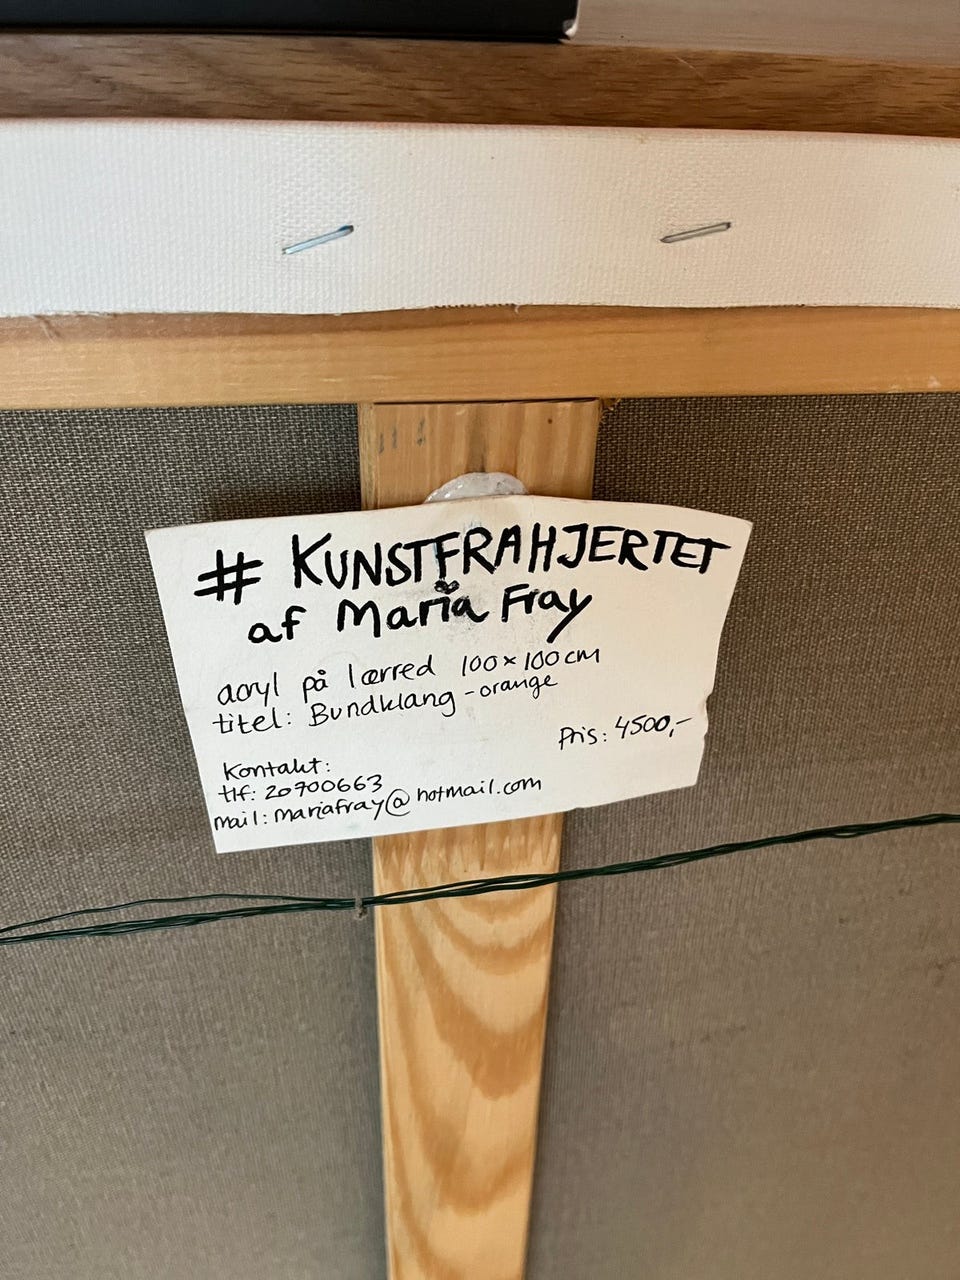 # KUNSTFRAHJERTET
af Maria Fray
acryl på lærred 100x100cm
titel: Bundklang - orange
Pris: 4500,-
Kontakt:
tlf: 20700663
mail: mariafray@hotmail.com